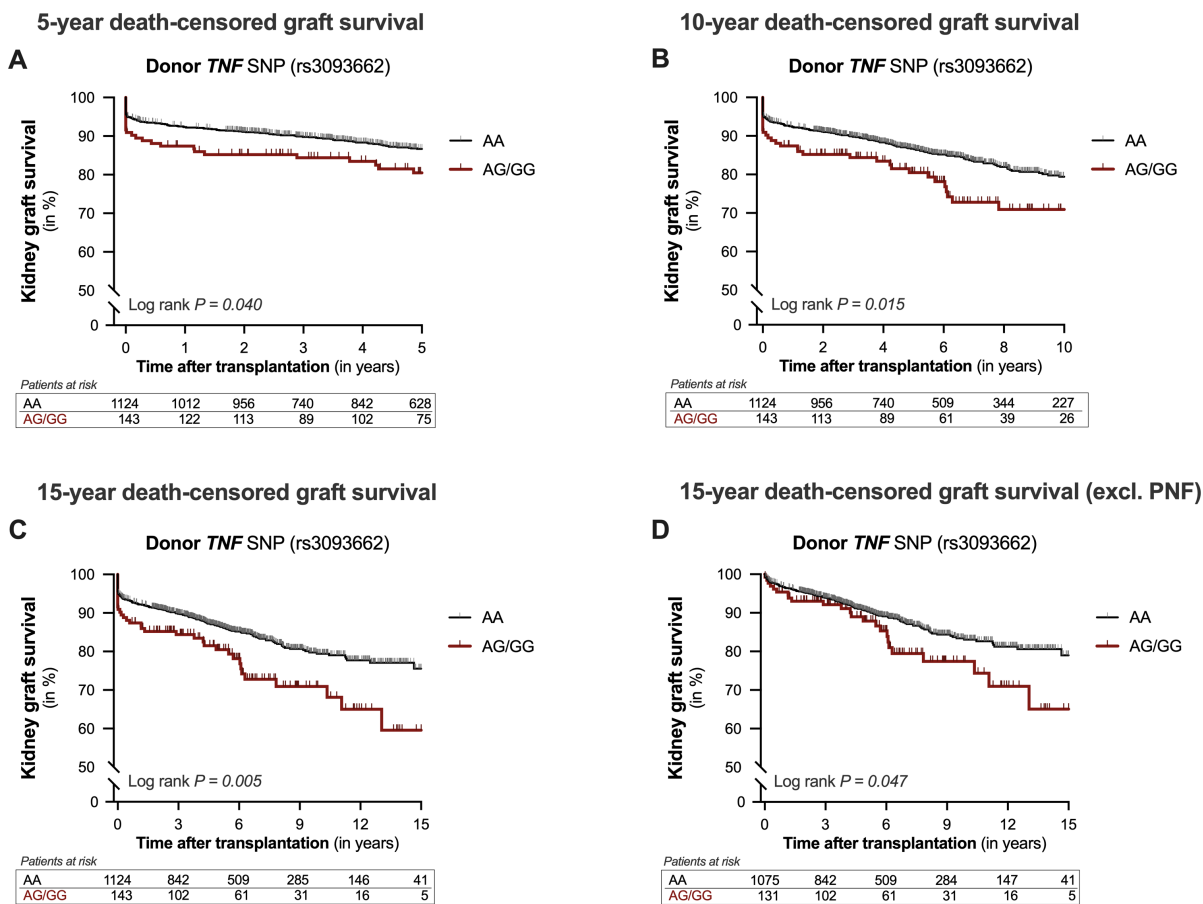 5-year death-censored graft survival
A
Donor TNF SNP (rs3093662)
Kidney graft survival
(in %)
100
90
80
70
60
50
0
AA
AG/GG
Log rank P = 0.040
0 1 2 3 4 5
Time after transplantation (in years)
Patients at risk
AA 1124 1012 956 740 842 628
AG/GG 143 122 113 89 102 75
10-year death-censored graft survival
B
Donor TNF SNP (rs3093662)
Kidney graft survival
(in %)
100
90
80
70
60
50
0
AA
AG/GG
Log rank P = 0.015
0 2 4 6 8 10
Time after transplantation (in years)
Patients at risk
AA 1124 956 740 509 344 227
AG/GG 143 113 89 61 39 26
15-year death-censored graft survival
C
Donor TNF SNP (rs3093662)
Kidney graft survival
(in %)
100
90
80
70
60
50
0
AA
AG/GG
Log rank P = 0.005
0 3 6 9 12 15
Time after transplantation (in years)
Patients at risk
AA 1124 842 509 285 146 41
AG/GG 143 102 61 31 16 5
15-year death-censored graft survival (excl. PNF)
D
Donor TNF SNP (rs3093662)
Kidney graft survival
(in %)
100
90
80
70
60
50
0
AA
AG/GG
Log rank P = 0.047
0 3 6 9 12 15
Time after transplantation (in years)
Patients at risk
AA 1075 842 509 284 147 41
AG/GG 131 102 61 31 16 5